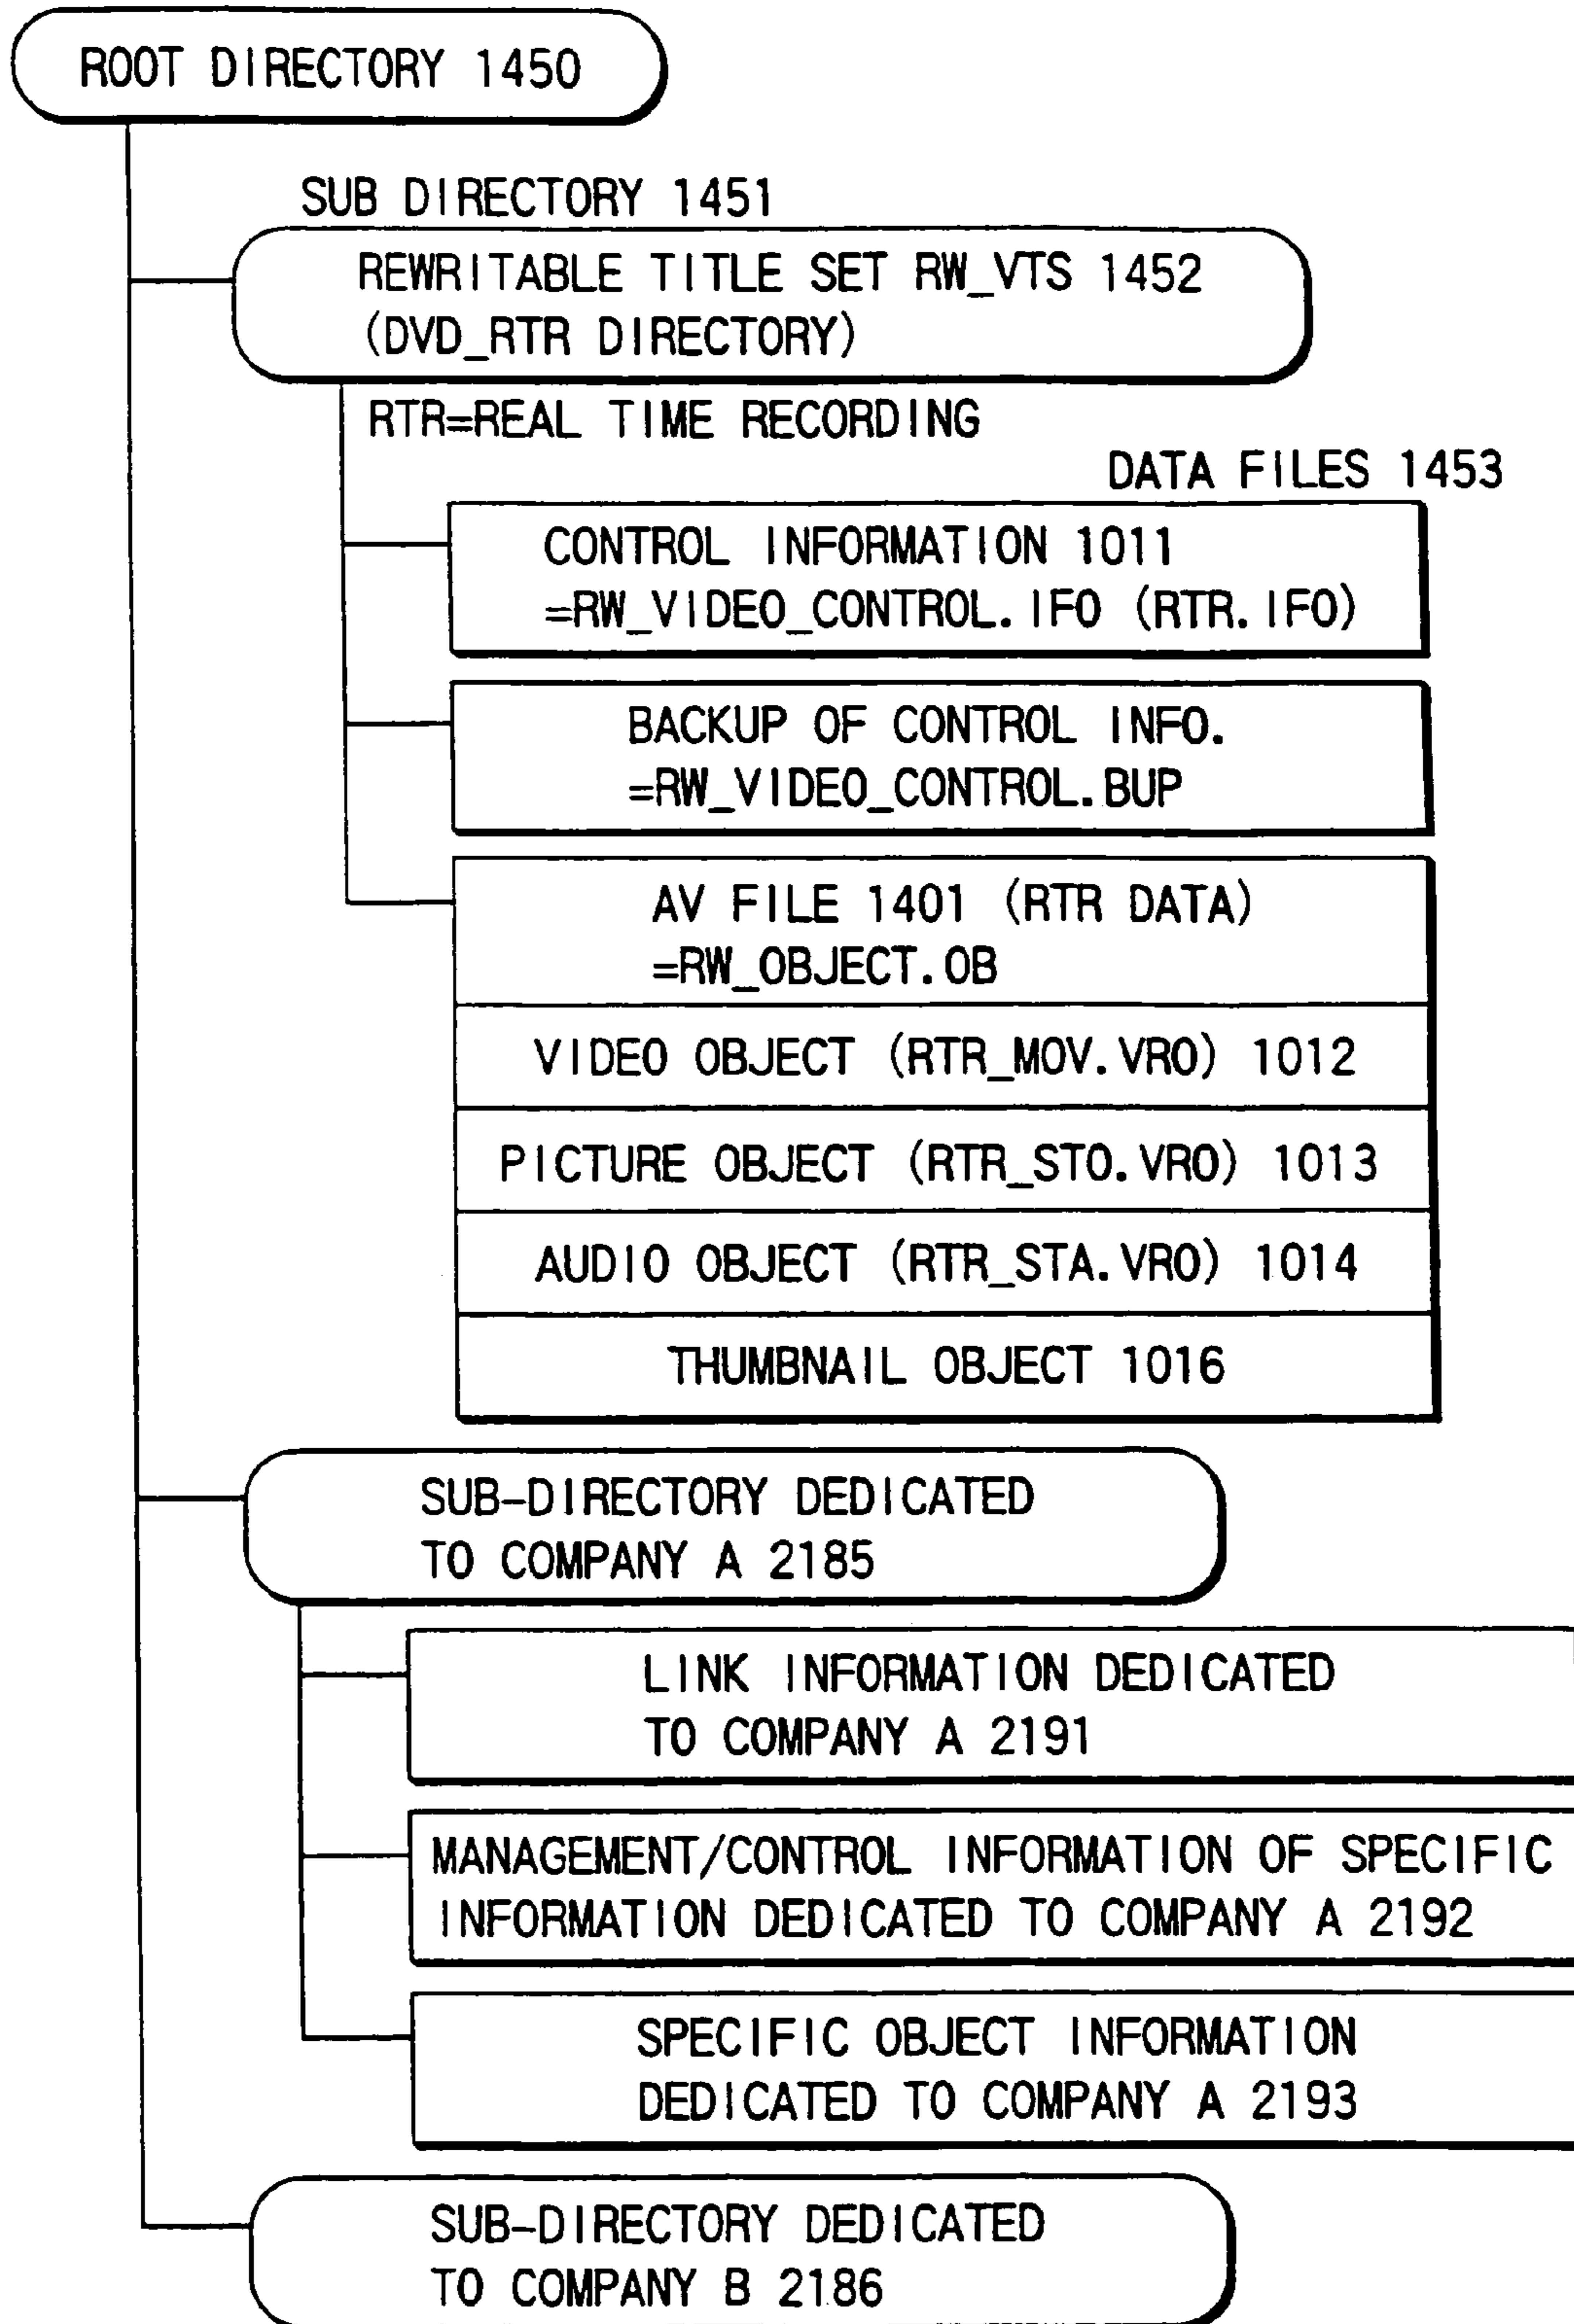 ROOT DIRECTORY 1450
SUB DIRECTORY 1451
REWRITABLE TITLE SET RW_VTS 1452
(DVD_RTR DIRECTORY)
RTR=REAL TIME RECORDING
DATA FILES 1453
CONTROL INFORMATION 1011
=RW_VIDEO_CONTROL.IFO (RTR.IFO)
BACKUP OF CONTROL INFO.
=RW_VIDEO_CONTROL.BUP
AV FILE 1401 (RTR DATA)
=RW_OBJECT.OB
VIDEO OBJECT (RTR_MOV.VRO) 1012
PICTURE OBJECT (RTR_STO.VRO) 1013
AUDIO OBJECT (RTR_STA.VRO) 1014
THUMBNAIL OBJECT 1016
SUB-DIRECTORY DEDICATED
TO COMPANY A 2185
LINK INFORMATION DEDICATED
TO COMPANY A 2191
MANAGEMENT/CONTROL INFORMATION OF SPECIFIC
INFORMATION DEDICATED TO COMPANY A 2192
SPECIFIC OBJECT INFORMATION
DEDICATED TO COMPANY A 2193
SUB-DIRECTORY DEDICATED
TO COMPANY B 2186